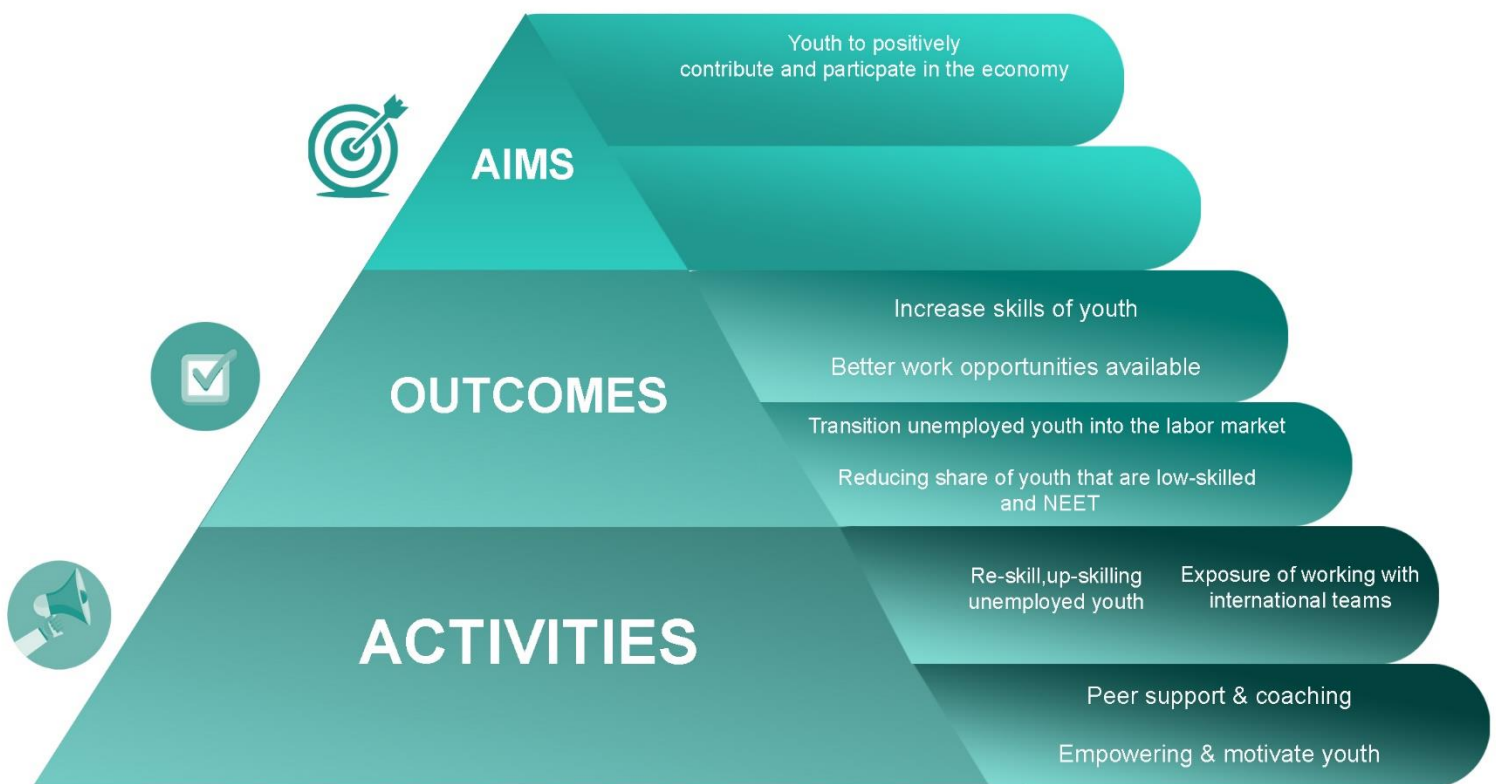 Youth to positively
contribute and particpate in the economy
AIMS
Increase skills of youth
Better work opportunities available
OUTCOMES
Transition unemployed youth into the labor market
Reducing share of youth that are low-skilled
and NEET
Re-skill,up-skilling
unemployed youth
Exposure of working with
international teams
ACTIVITIES
Peer support & coaching
Empowering & motivate youth